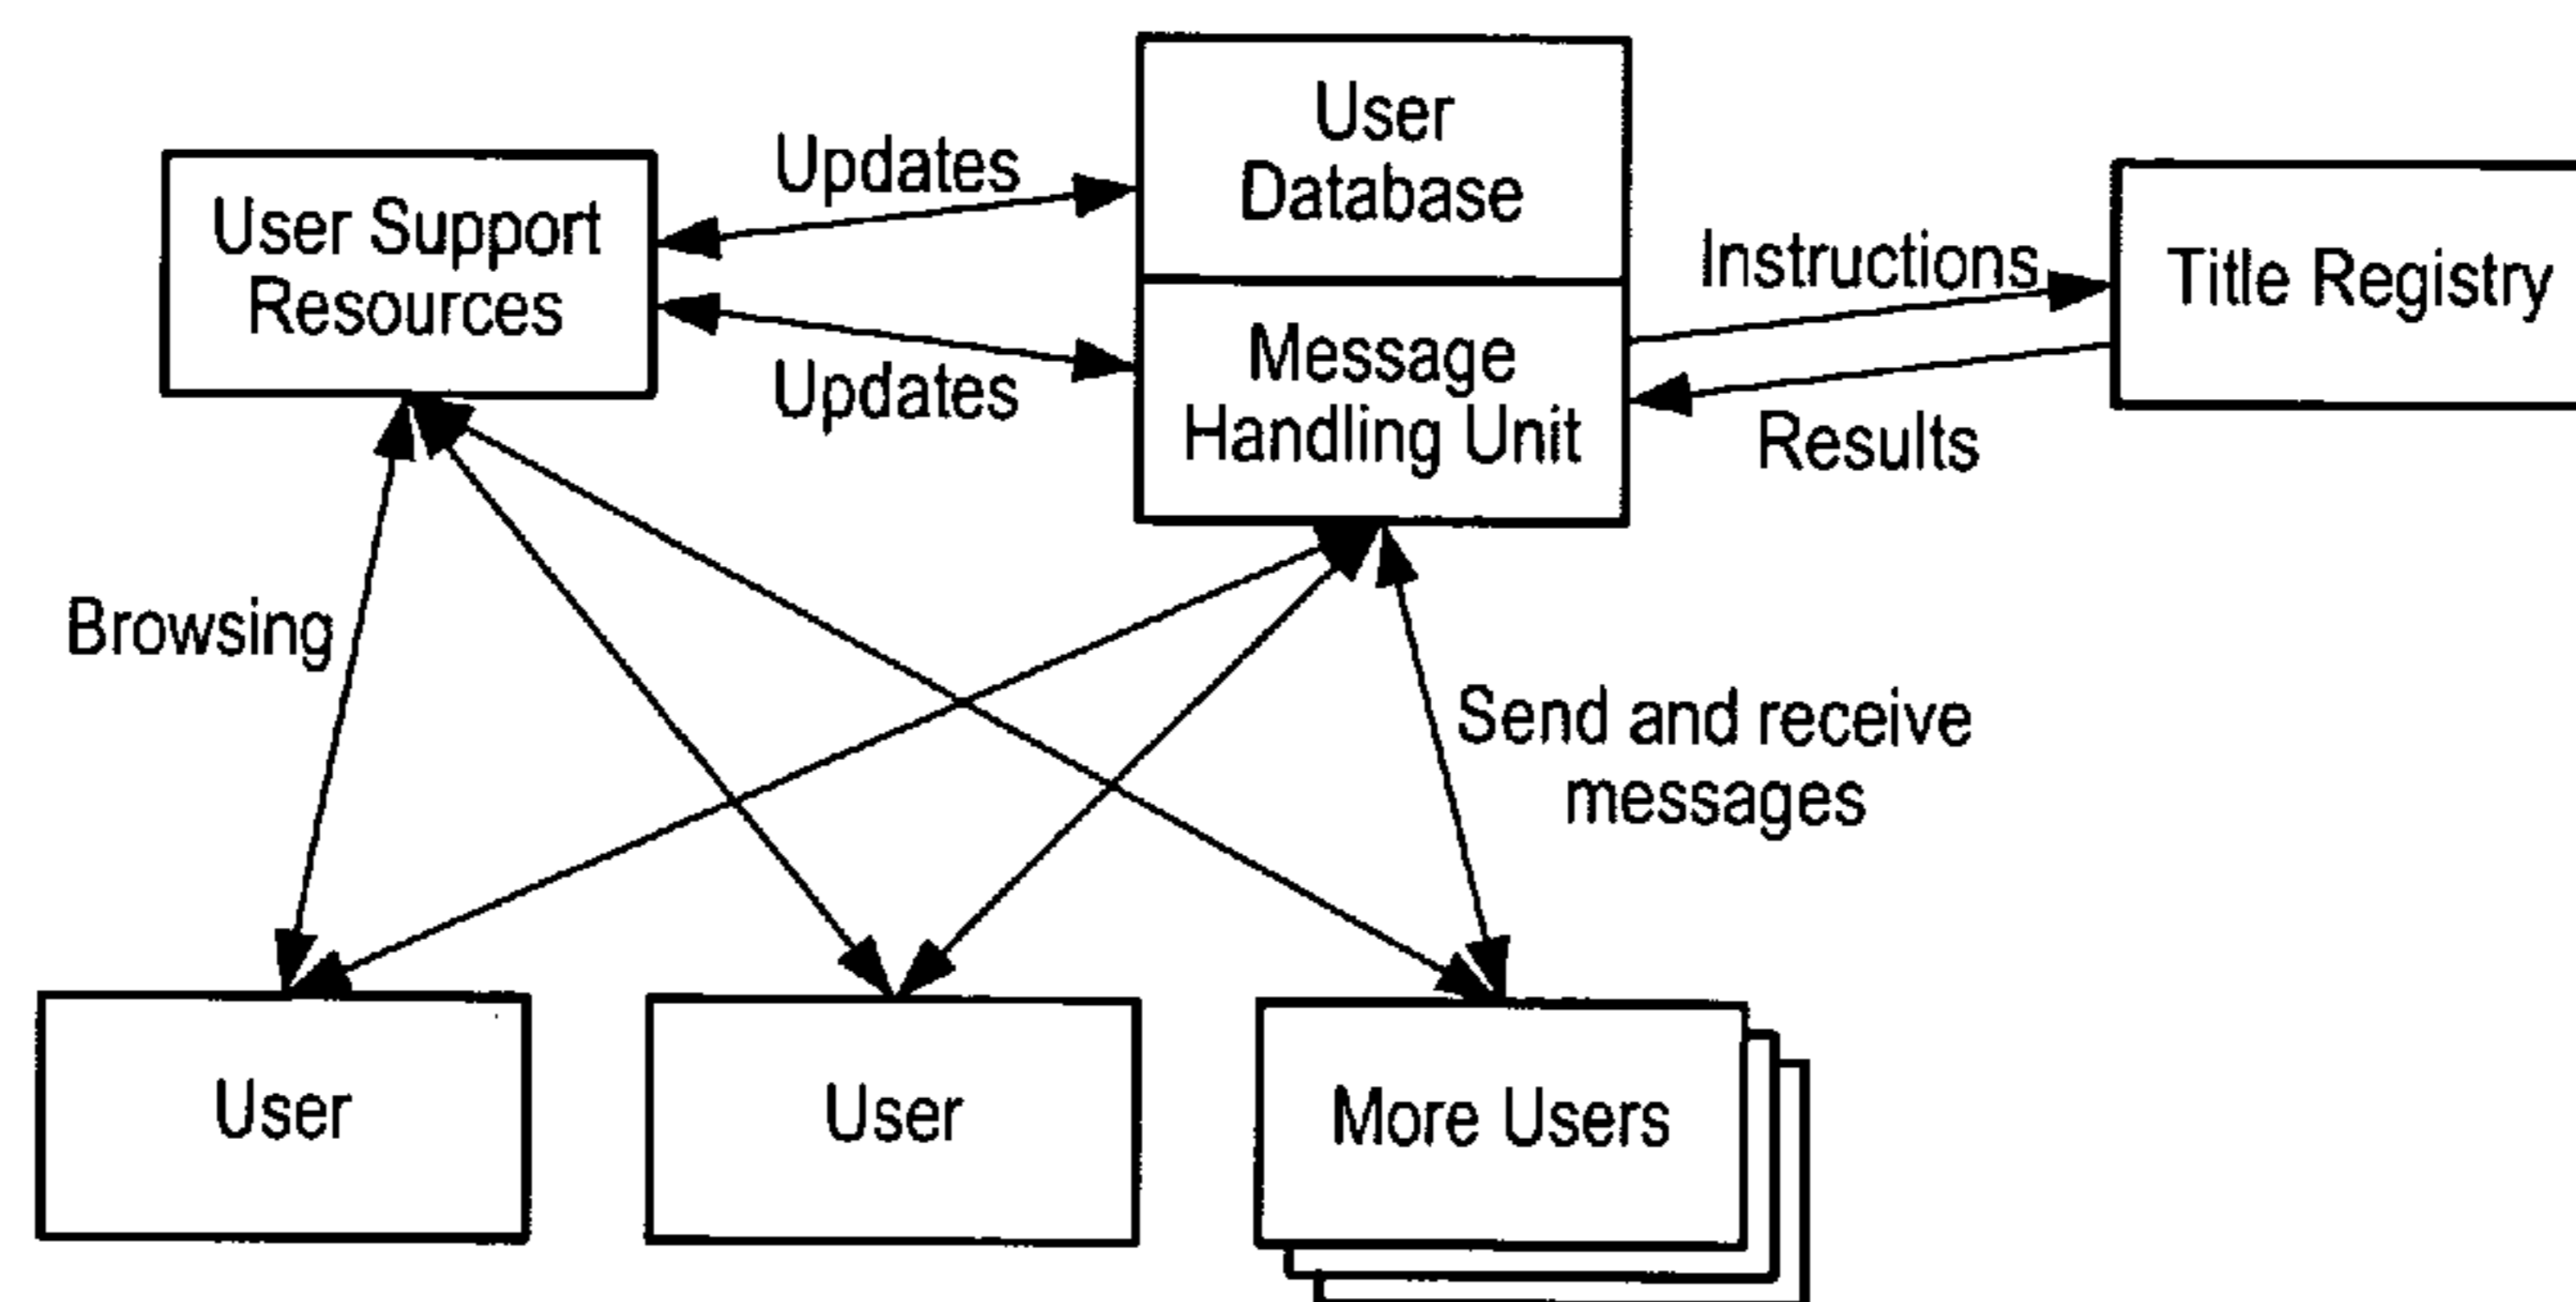 User
Database
Updates
User Support
Resources
Instructions
Title Registry
Message
Handling Unit
Updates
Results
Browsing
Send and receive
messages
User
User
More Users